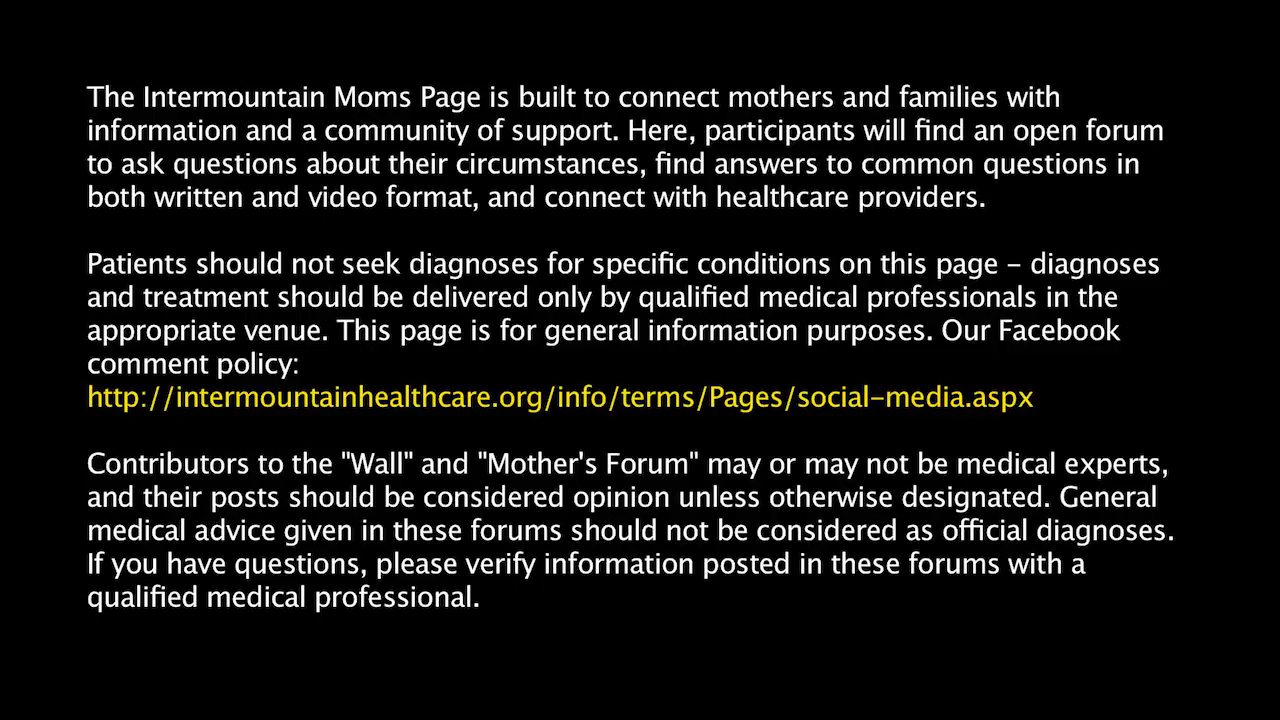 The Intermountain Moms Page is built to connect mothers and families with
information and a community of support. Here, participants will find an open forum
to ask questions about their circumstances, find answers to common questions in
both written and video format, and connect with healthcare providers.
Patients should not seek diagnoses for specific conditions on this page – diagnoses
and treatment should be delivered only by qualified medical professionals in the
appropriate venue. This page is for general information purposes. Our Facebook
comment policy:
http://intermountainhealthcare.org/info/terms/Pages/social-media.aspx
Contributors to the "Wall" and "Mother's Forum" may or may not be medical experts,
and their posts should be considered opinion unless otherwise designated. General
medical advice given in these forums should not be considered as official diagnoses.
If you have questions, please verify information posted in these forums with a
qualified medical professional.